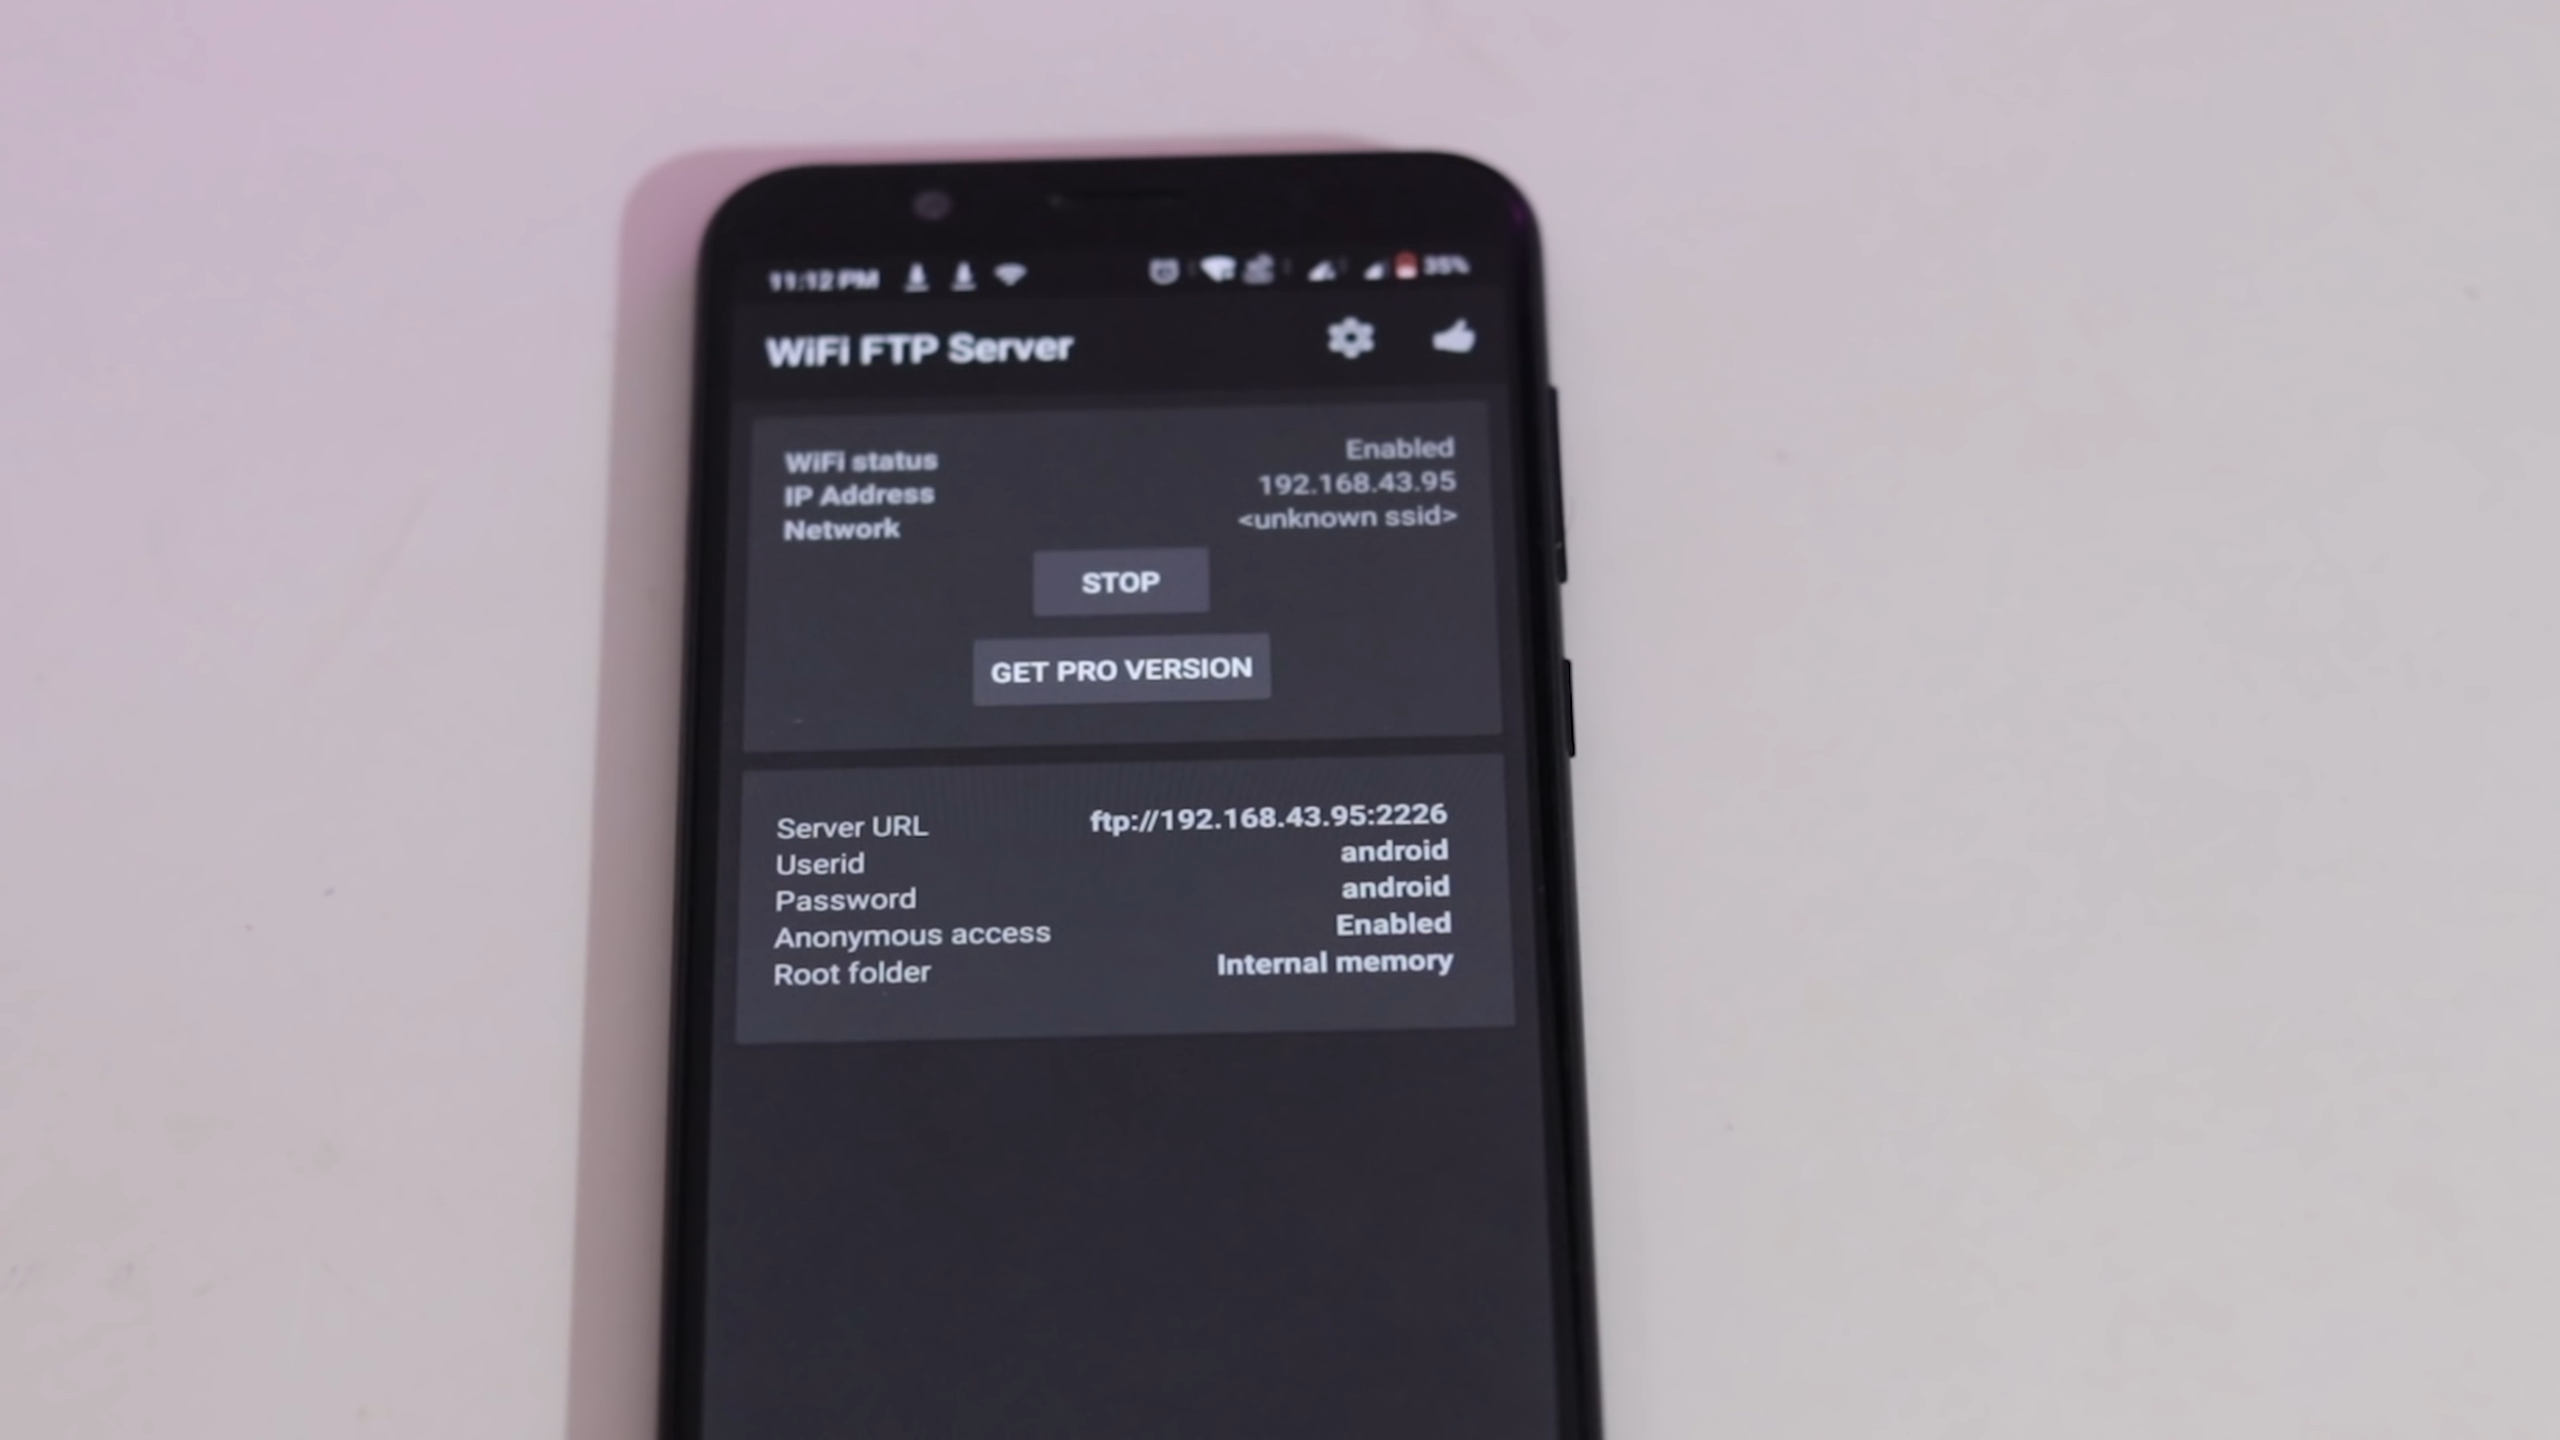 11:12 PM 35%
WiFi FTP Server
WiFi status Enabled
IP Address 192.168.43.95
Network <unknown ssid>
STOP
GET PRO VERSION
Server URL ftp://192.168.43.95:2226
Userid android
Password android
Anonymous access Enabled
Root folder Internal memory